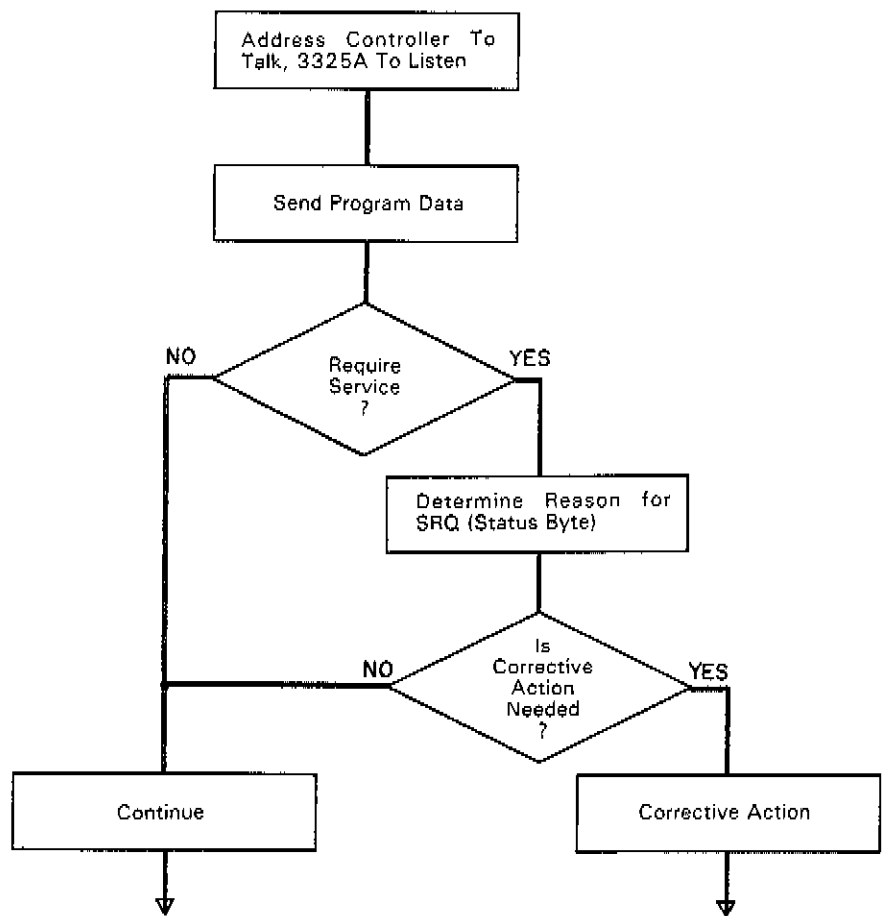 Address Controller To
Talk, 3325A To Listen
Send Program Data
NO
YES
Require
Service
?
Determine Reason for
SRQ (Status Byte)
NO
YES
Is
Corrective
Action
Needed
?
Continue
Corrective Action